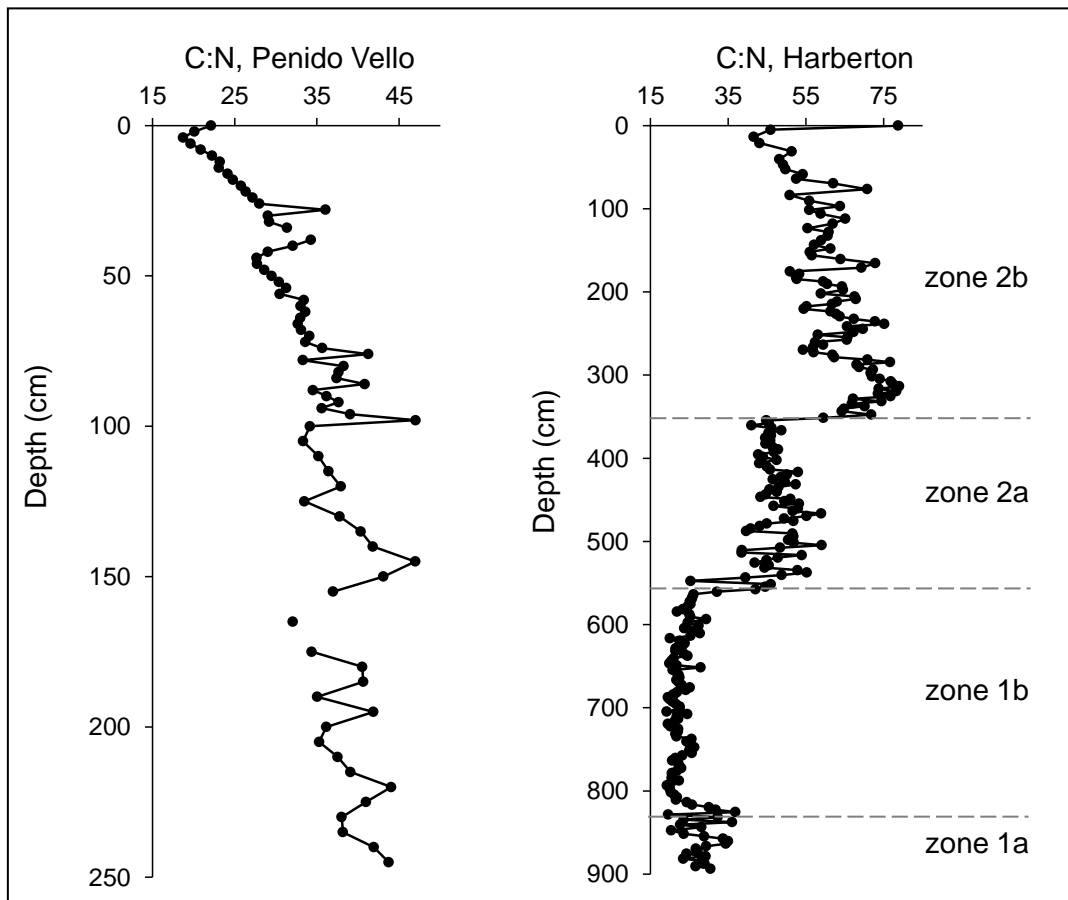 C:N, Penido Vello
15 25 35 45
0
50
100
150
200
250
Depth (cm)
C:N, Harberton
15 35 55 75
0
100
200
300
400
500
600
700
800
900
Depth (cm)
zone 2b
zone 2a
zone 1b
zone 1a